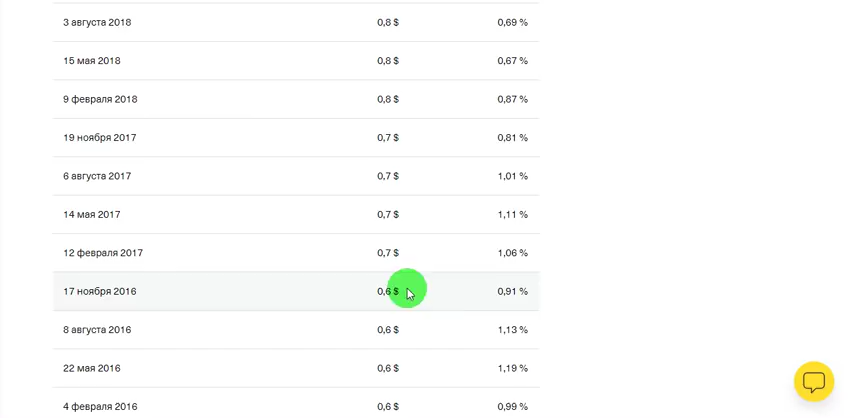 3 августа 2018 0,8 $ 0,69 %
15 мая 2018 0,8 $ 0,67 %
9 февраля 2018 0,8 $ 0,87 %
19 ноября 2017 0,7 $ 0,81 %
6 августа 2017 0,7 $ 1,01 %
14 мая 2017 0,7 $ 1,11 %
12 февраля 2017 0,7 $ 1,06 %
17 ноября 2016 0,6 $ 0,91 %
8 августа 2016 0,6 $ 1,13 %
22 мая 2016 0,6 $ 1,19 %
4 февраля 2016 0,6 $ 0,99 %